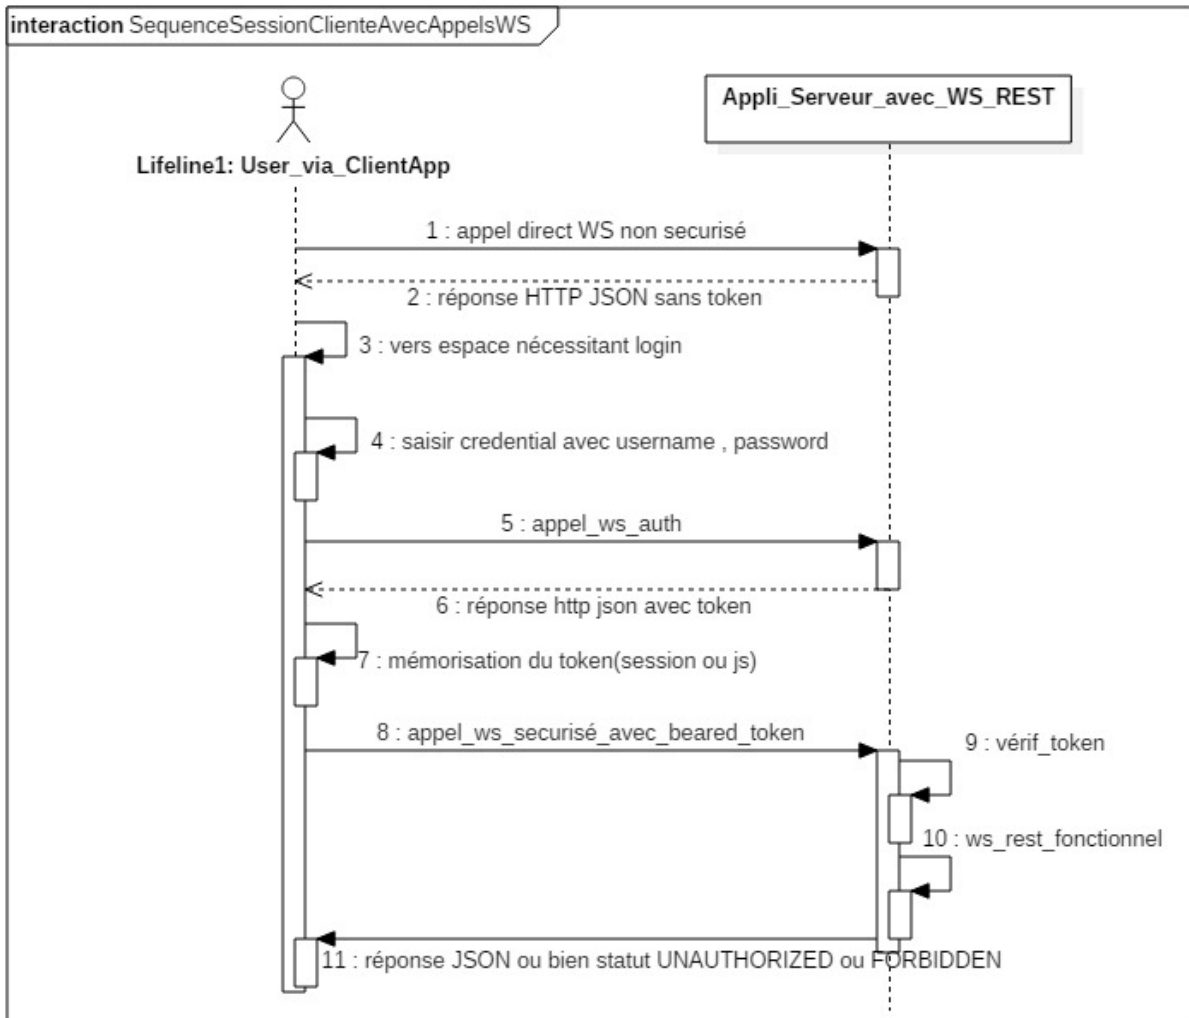 interaction SequenceSessionClienteAvecAppelsWS
Appli_Serveur_avec_WS_REST
Lifeline1: User_via_ClientApp
1 : appel direct WS non securisé
2 : réponse HTTP JSON sans token
3 : vers espace nécessitant login
4 : saisir credential avec username , password
5 : appel_ws_auth
6 : réponse http json avec token
7 : mémorisation du token(session ou js)
8 : appel_ws_securisé_avec_beared_token
9 : vérif_token
10 : ws_rest_fonctionnel
11 : réponse JSON ou bien statut UNAUTHORIZED ou FORBIDDEN